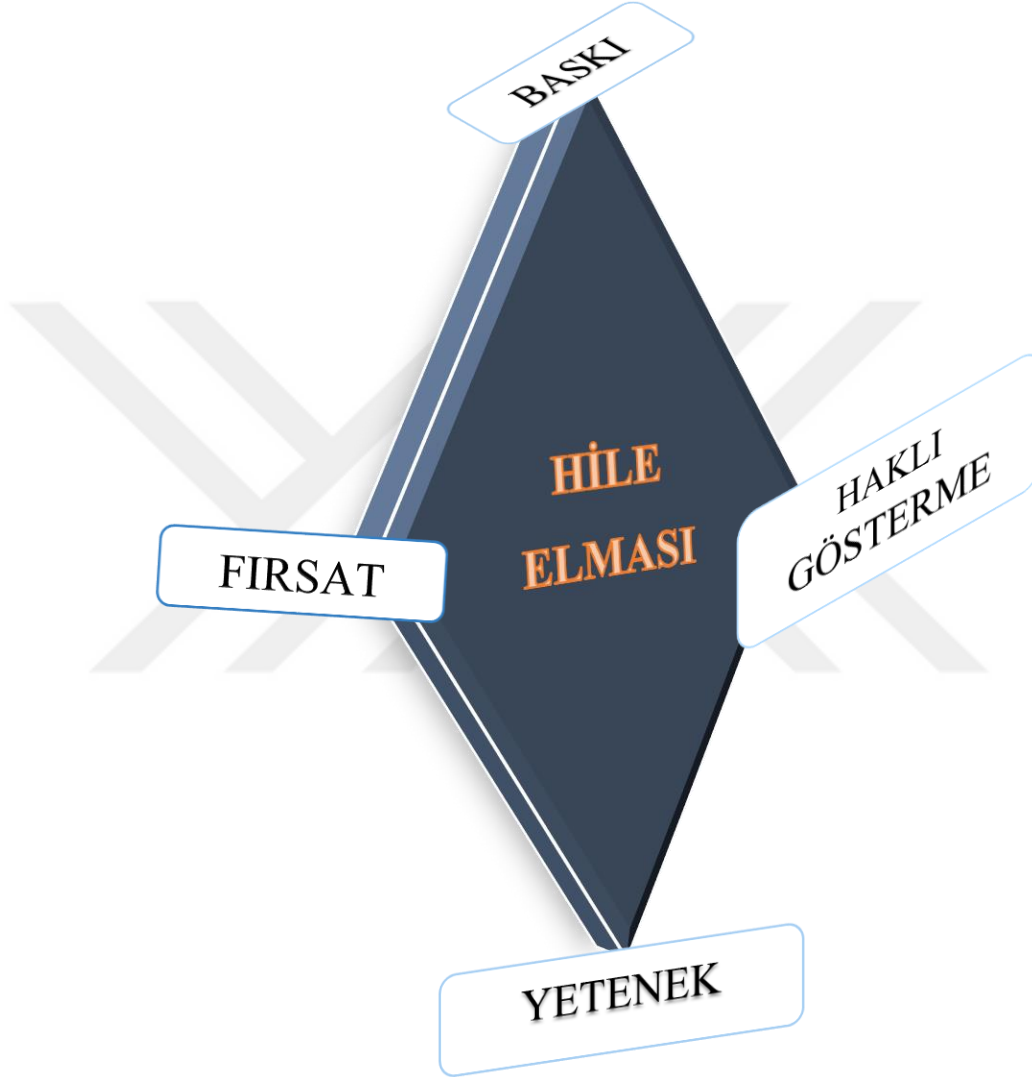 BASKI
HİLE
ELMASI
HAKLI
GÖSTERME
FIRSAT
YETENEK